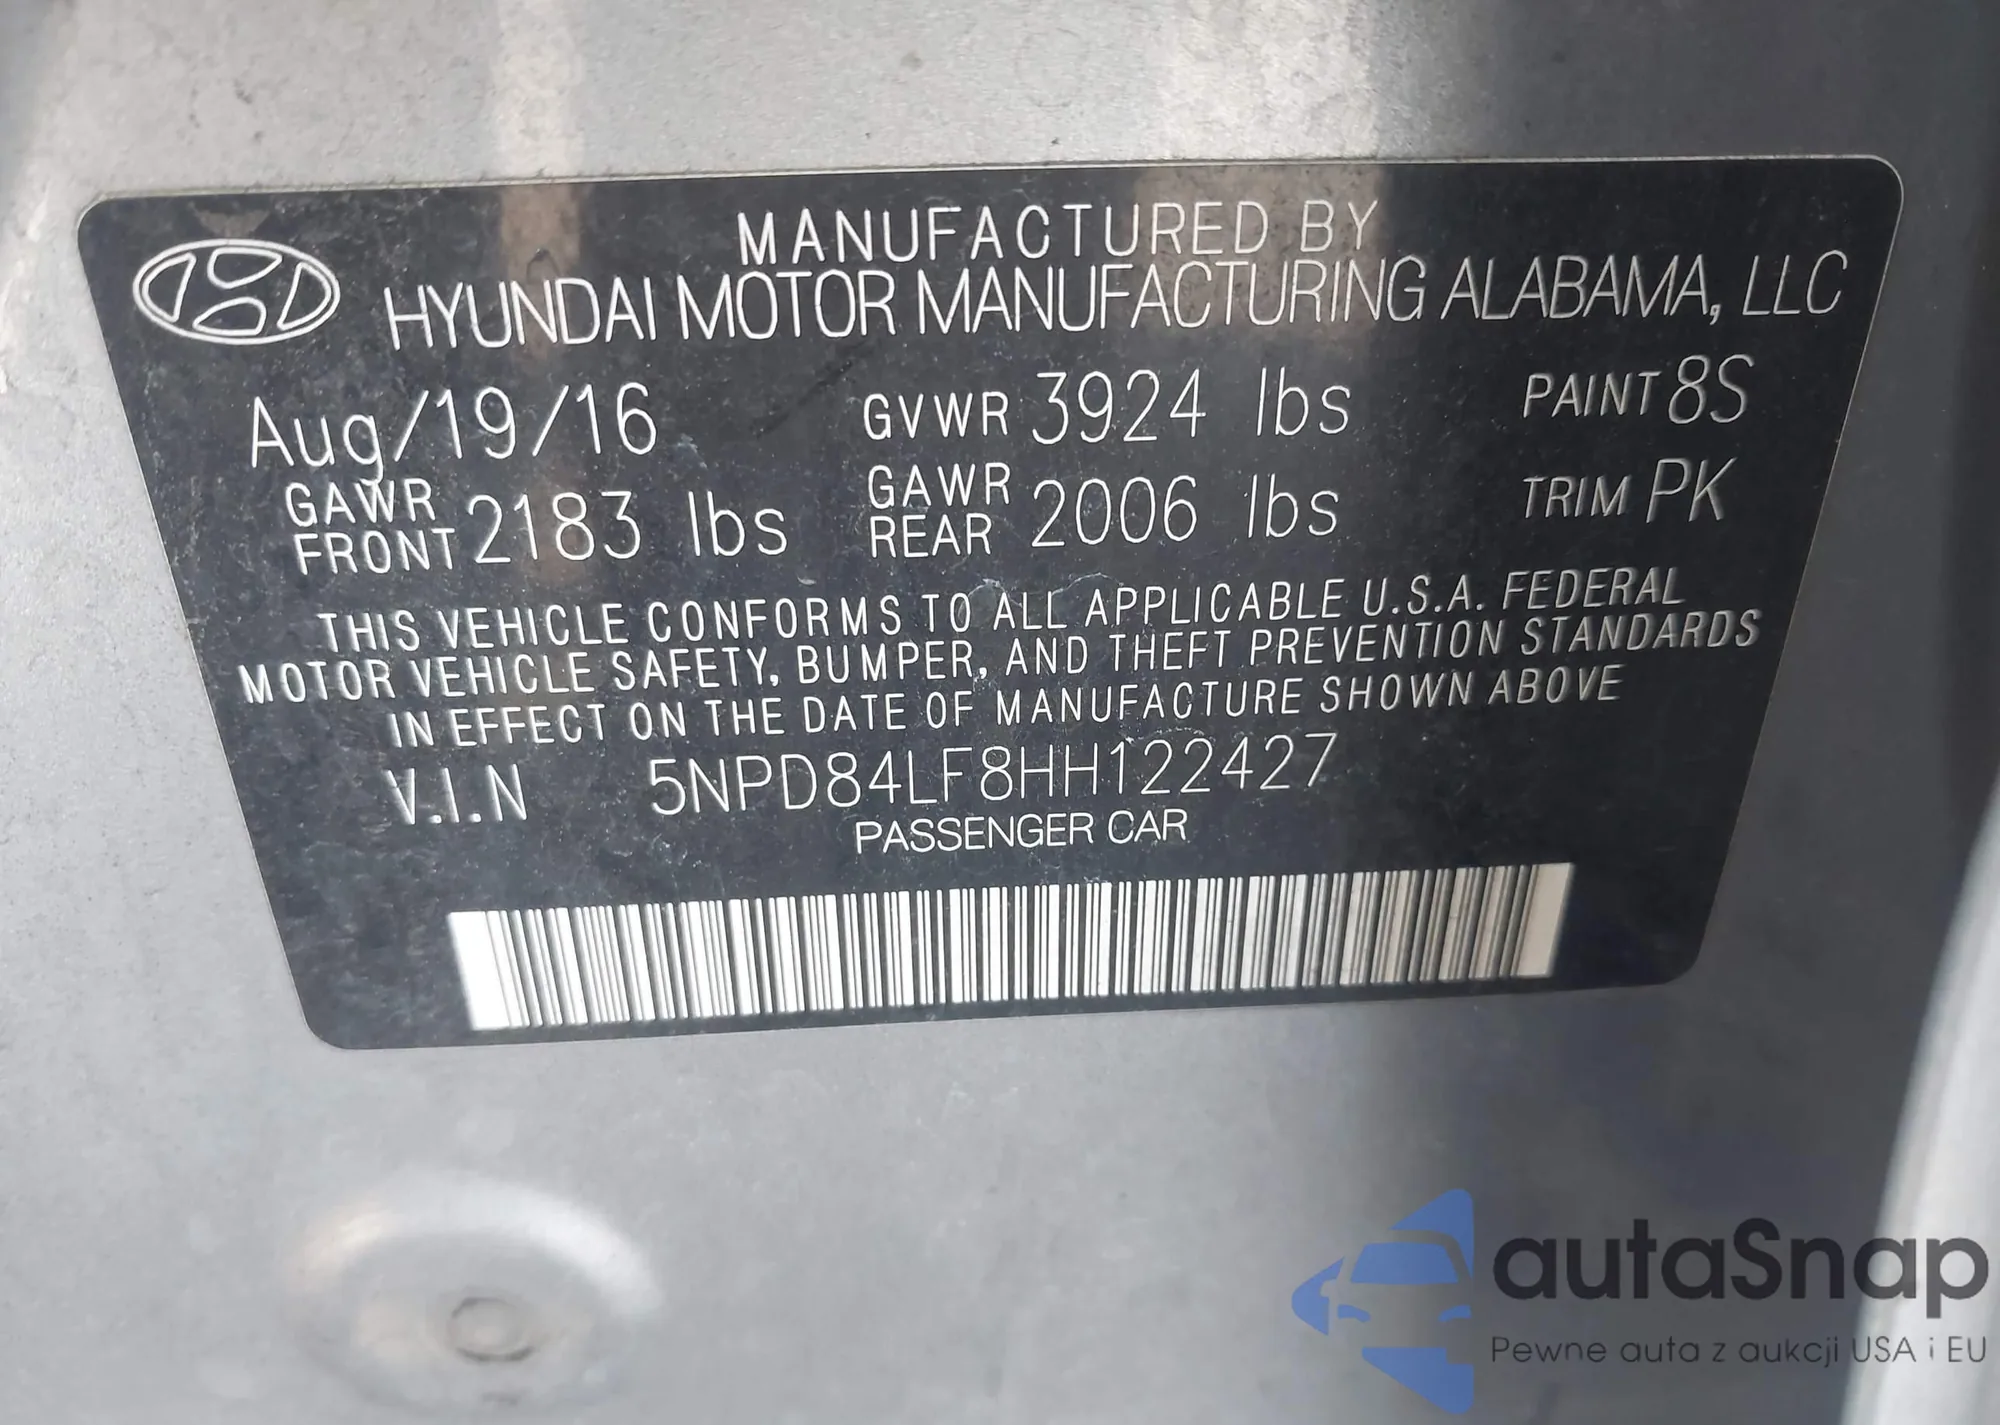 MANUFACTURED BY
HYUNDAI MOTOR MANUFACTURING ALABAMA, LLC
Aug/19/16 GVWR 3924 lbs PAINT 8S
GAWR FRONT 2183 lbs GAWR REAR 2006 lbs TRIM PK
THIS VEHICLE CONFORMS TO ALL APPLICABLE U.S.A. FEDERAL
MOTOR VEHICLE SAFETY, BUMPER, AND THEFT PREVENTION STANDARDS
IN EFFECT ON THE DATE OF MANUFACTURE SHOWN ABOVE
V.I.N 5NPD84LF8HH122427
PASSENGER CAR
autaSnap
Pewne auta z aukcji USA i EU